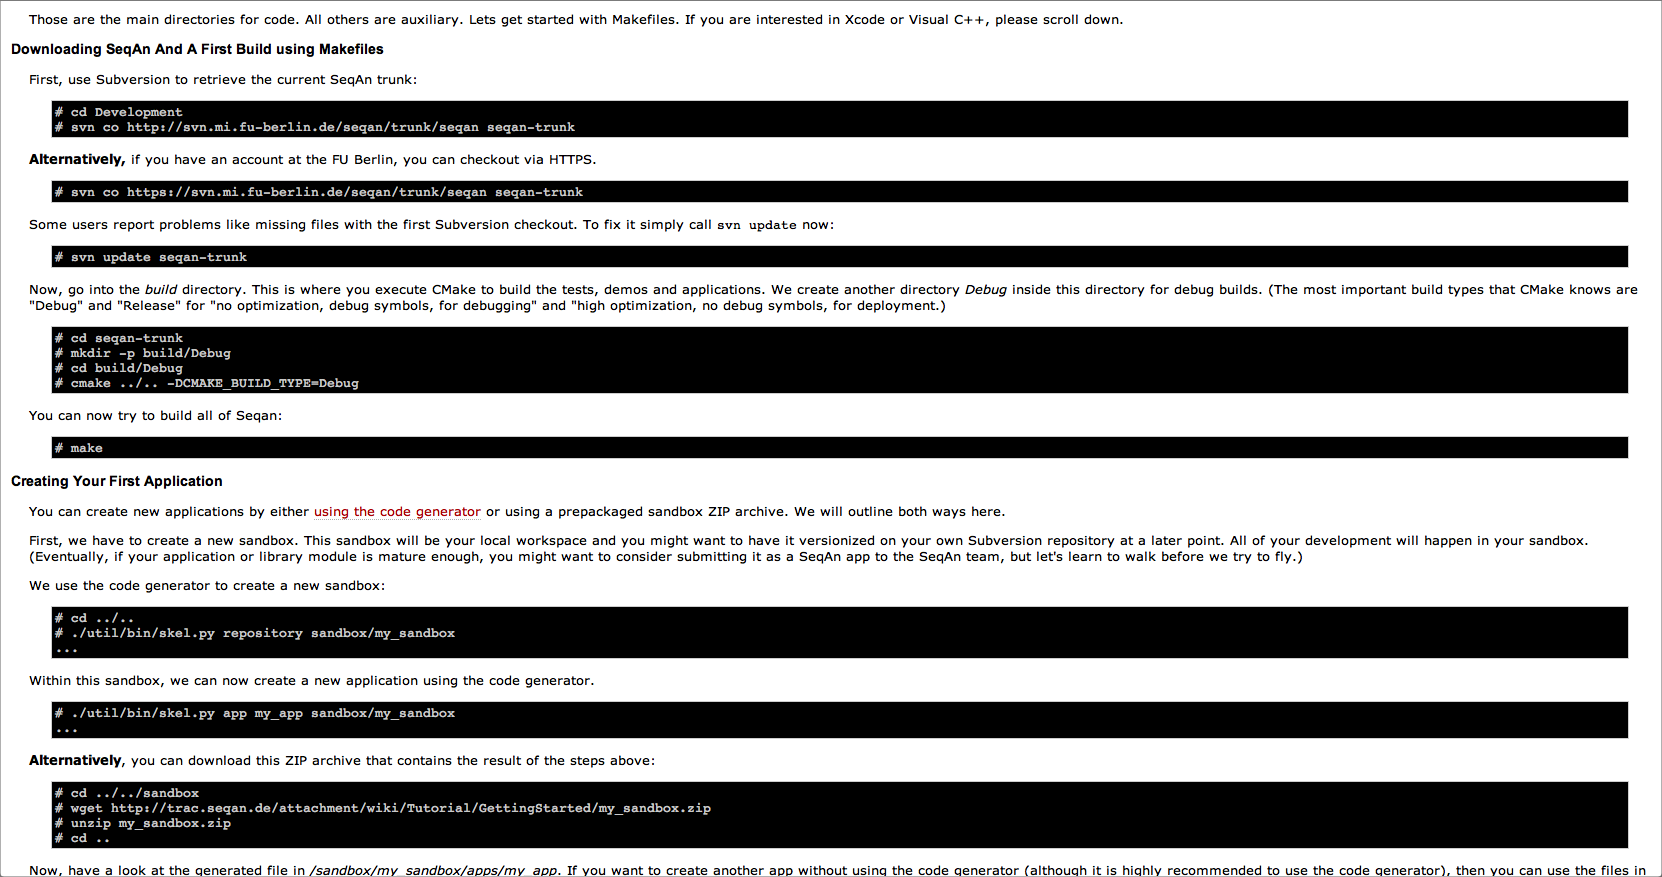 Those are the main directories for code. All others are auxiliary. Lets get started with Makefiles. If you are interested in Xcode or Visual C++, please scroll down.
Downloading SeqAn And A First Build using Makefiles
First, use Subversion to retrieve the current SeqAn trunk:
# cd Development
# svn co http://svn.mi.fu-berlin.de/seqan/trunk/seqan seqan-trunk
Alternatively, if you have an account at the FU Berlin, you can checkout via HTTPS.
# svn co https://svn.mi.fu-berlin.de/seqan/trunk/seqan seqan-trunk
Some users report problems like missing files with the first Subversion checkout. To fix it simply call svn update now:
# svn update seqan-trunk
Now, go into the build directory. This is where you execute CMake to build the tests, demos and applications. We create another directory Debug inside this directory for debug builds. (The most important build types that CMake knows are
"Debug" and "Release" for "no optimization, debug symbols, for debugging" and "high optimization, no debug symbols, for deployment.)
# cd seqan-trunk
# mkdir -p build/Debug
# cd build/Debug
# cmake ../.. -DCMAKE_BUILD_TYPE=Debug
You can now try to build all of Seqan:
# make
Creating Your First Application
You can create new applications by either using the code generator or using a prepackaged sandbox ZIP archive. We will outline both ways here.
First, we have to create a new sandbox. This sandbox will be your local workspace and you might want to have it versionized on your own Subversion repository at a later point. All of your development will happen in your sandbox.
(Eventually, if your application or library module is mature enough, you might want to consider submitting it as a SeqAn app to the SeqAn team, but let's learn to walk before we try to fly.)
We use the code generator to create a new sandbox:
# cd ../..
# ./util/bin/skel.py repository sandbox/my_sandbox
...
Within this sandbox, we can now create a new application using the code generator.
# ./util/bin/skel.py app my_app sandbox/my_sandbox
...
Alternatively, you can download this ZIP archive that contains the result of the steps above:
# cd ../../sandbox
# wget http://trac.seqan.de/attachment/wiki/Tutorial/GettingStarted/my_sandbox.zip
# unzip my_sandbox.zip
# cd ..
Now, have a look at the generated file in /sandbox/my_sandbox/apps/my_app. If you want to create another app without using the code generator (although it is highly recommended to use the code generator), then you can use the files in